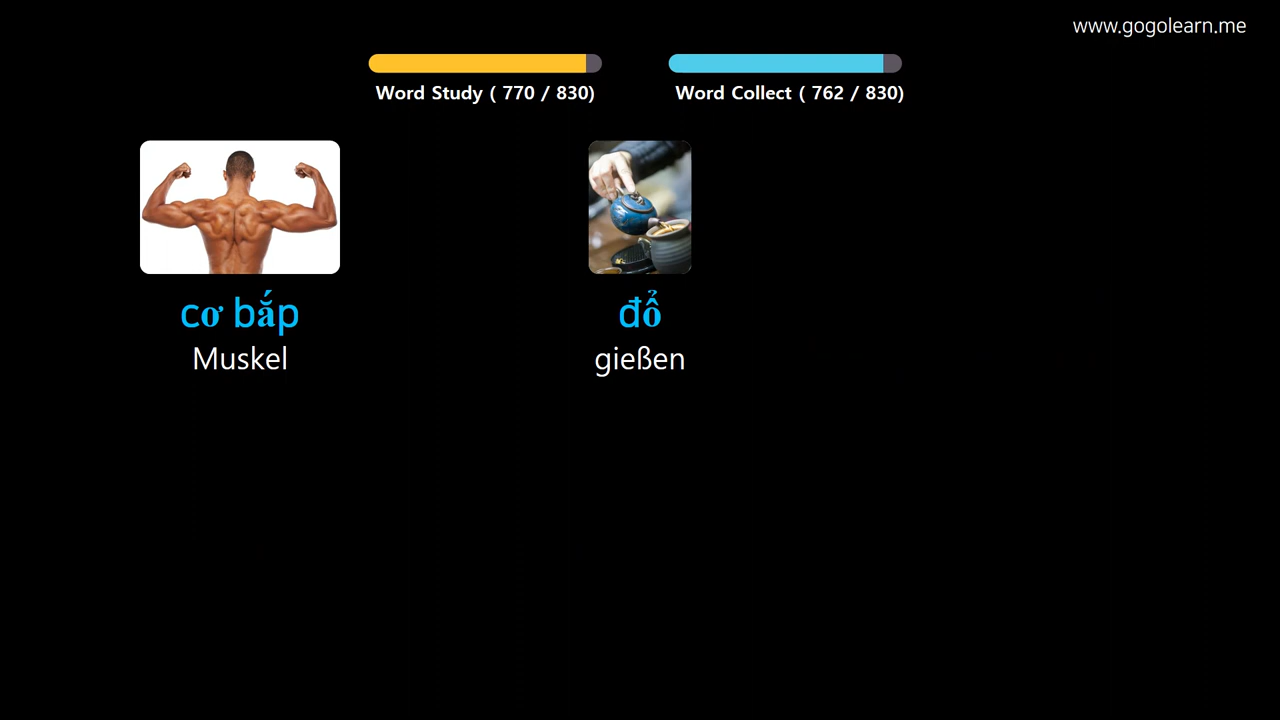 www.gogolearn.me
Word Study ( 770 / 830)
Word Collect ( 762 / 830)
cơ bắp
Muskel
đổ
gießen